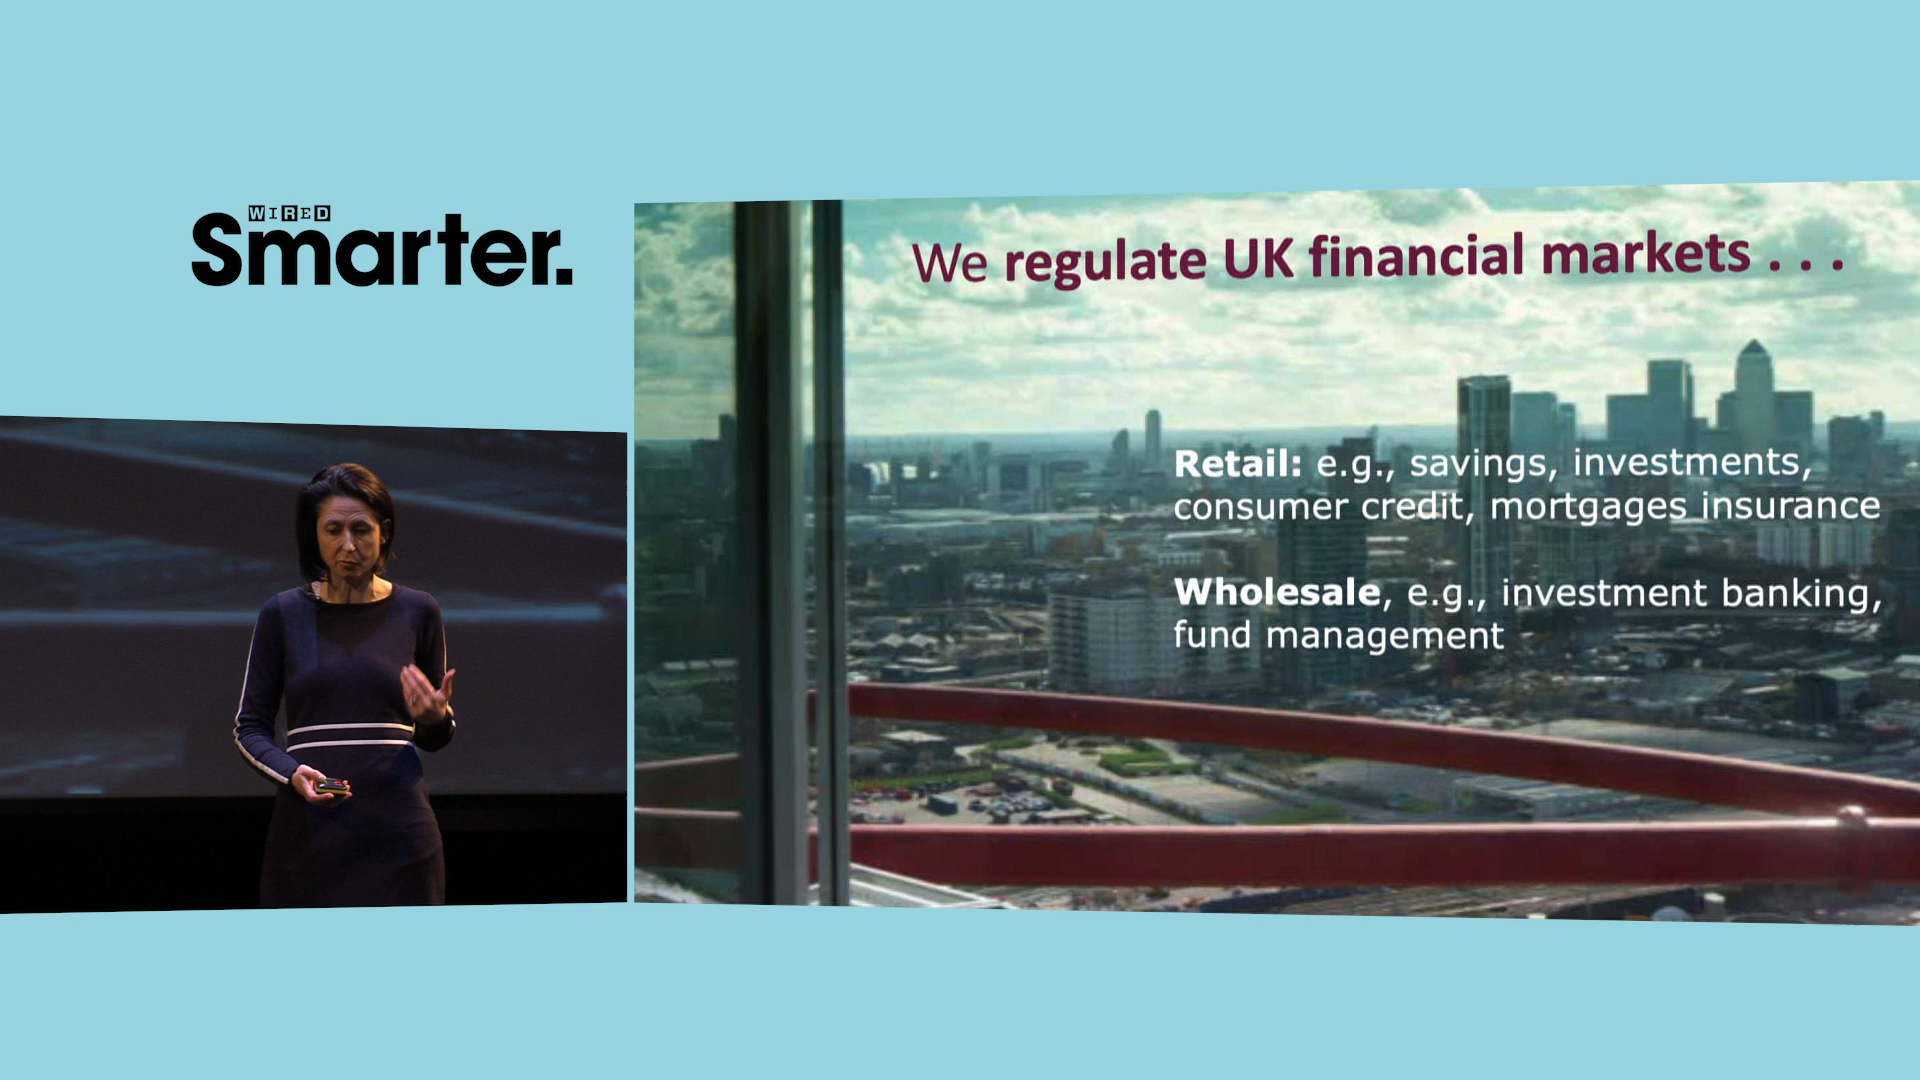 WIRED
Smarter.
We regulate UK financial markets . . .
Retail: e.g., savings, investments,
consumer credit, mortgages insurance
Wholesale, e.g., investment banking,
fund management